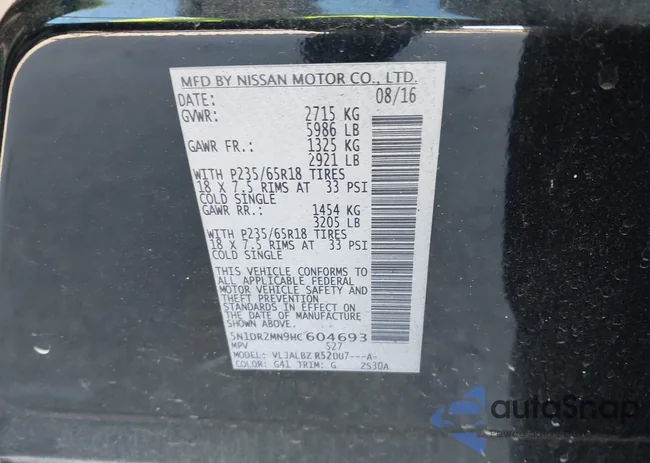 MFD BY NISSAN MOTOR CO., LTD.
DATE: 08/16
GVWR: 2715 KG
5986 LB
GAWR FR.: 1325 KG
2921 LB
WITH P235/65R18 TIRES
18 X 7.5 RIMS AT 33 PSI
COLD SINGLE
GAWR RR.: 1454 KG
3205 LB
WITH P235/65R18 TIRES
18 X 7.5 RIMS AT 33 PSI
COLD SINGLE
THIS VEHICLE CONFORMS TO
ALL APPLICABLE FEDERAL
MOTOR VEHICLE SAFETY AND
THEFT PREVENTION
STANDARDS IN EFFECT ON
THE DATE OF MANUFACTURE
SHOWN ABOVE.
5N1DR2MN9HC604693
MPV 527
MODEL: VLJALBZ R52DU7---A-
COLOR: G41 TRIM: G 2S30A
autoSnap